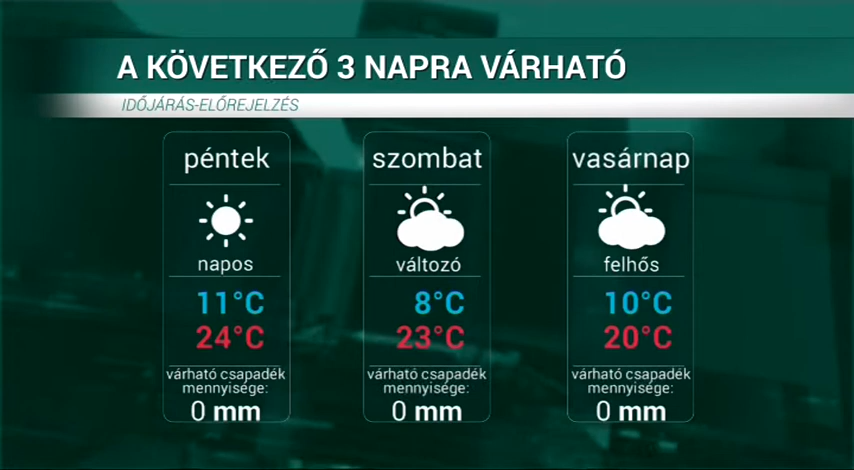 A KÖVETKEZŐ 3 NAPRA VÁRHATÓ
IDŐJÁRÁS-ELŐREJELZÉS
péntek
napos
11°C
24°C
várható csapadék
mennyisége:
0 mm
szombat
változó
8°C
23°C
várható csapadék
mennyisége:
0 mm
vasárnap
felhős
10°C
20°C
várható csapadék
mennyisége:
0 mm